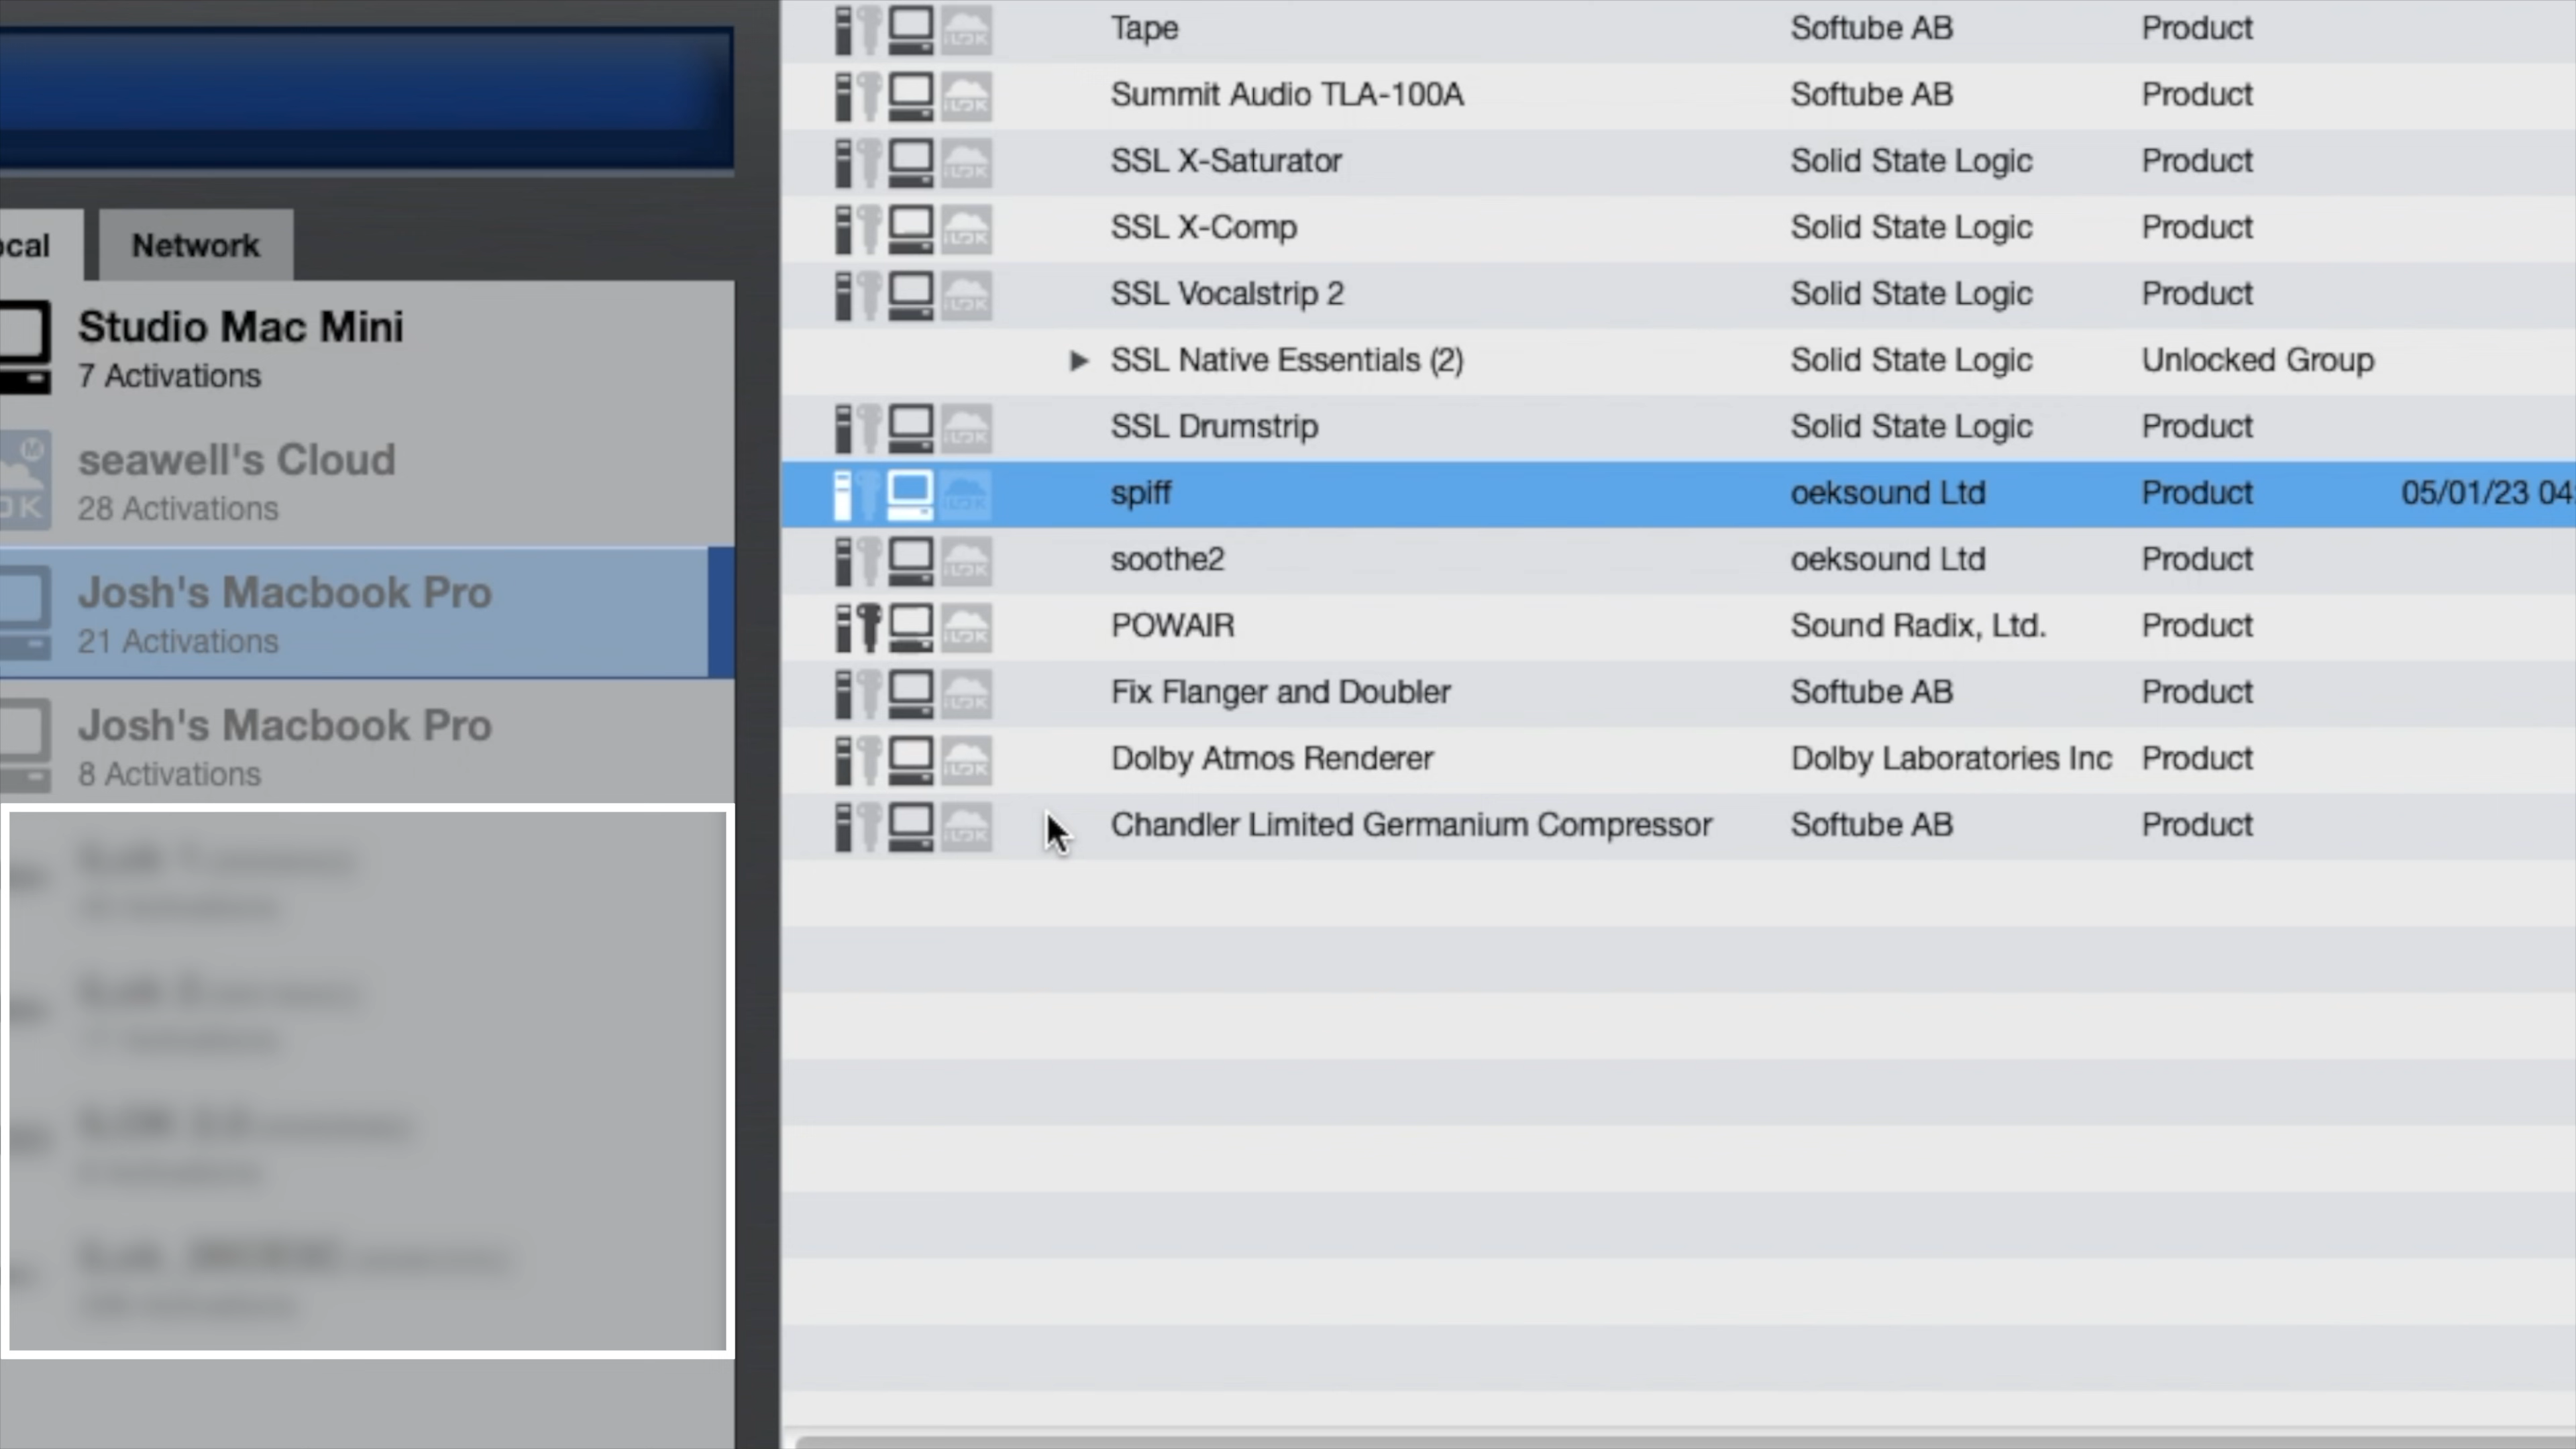 ocal
Network
Studio Mac Mini
7 Activations
seawell's Cloud
28 Activations
Josh's Macbook Pro
21 Activations
Josh's Macbook Pro
8 Activations
Tape Softube AB Product
Summit Audio TLA-100A Softube AB Product
SSL X-Saturator Solid State Logic Product
SSL X-Comp Solid State Logic Product
SSL Vocalstrip 2 Solid State Logic Product
SSL Native Essentials (2) Solid State Logic Unlocked Group
SSL Drumstrip Solid State Logic Product
spiff oeksound Ltd Product 05/01/23 04
soothe2 oeksound Ltd Product
POWAIR Sound Radix, Ltd. Product
Fix Flanger and Doubler Softube AB Product
Dolby Atmos Renderer Dolby Laboratories Inc Product
Chandler Limited Germanium Compressor Softube AB Product